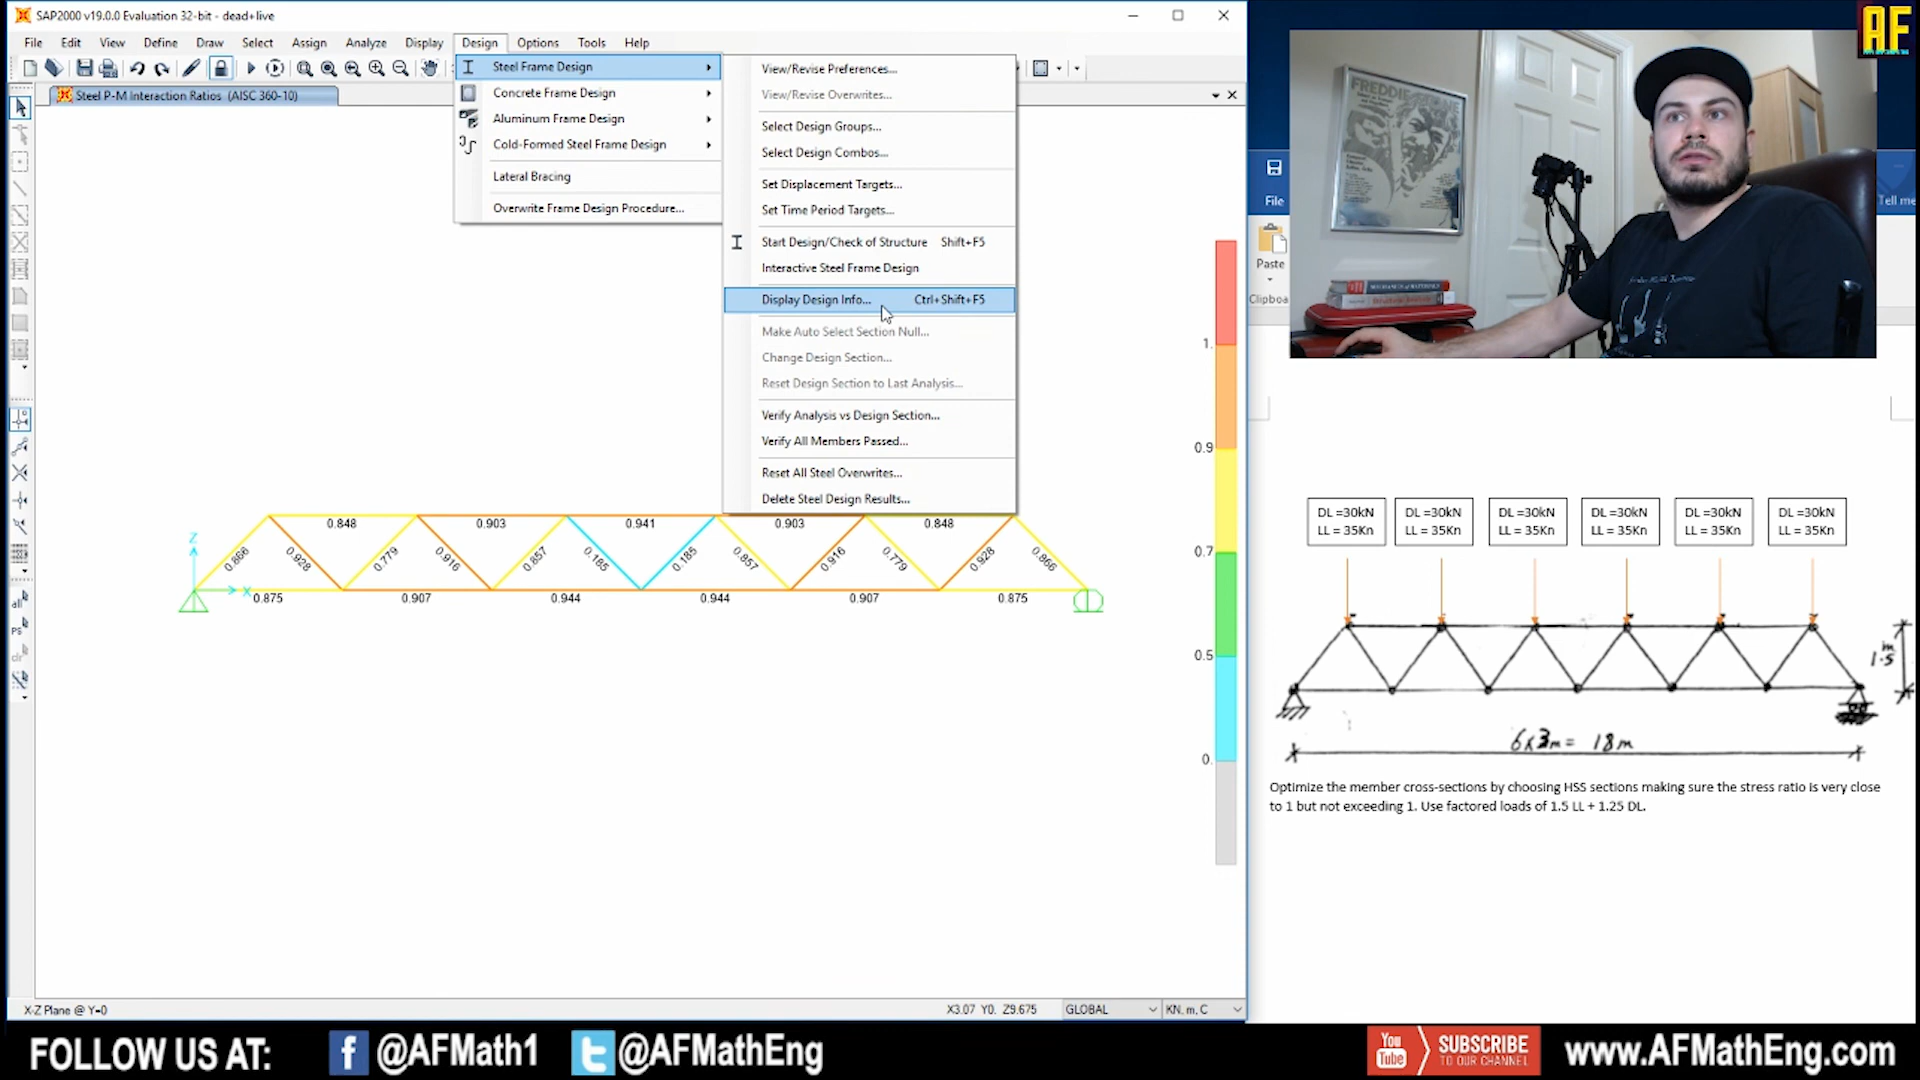 SAP2000 v19.0.0 Evaluation 32-bit - dead+live
File Edit View Define Draw Select Assign Analyze Display Design Options Tools Help
Steel P-M Interaction Ratios (AISC 360-10)
Steel Frame Design
Concrete Frame Design
Aluminum Frame Design
Cold-Formed Steel Frame Design
Lateral Bracing
Overwrite Frame Design Procedure...
View/Revise Preferences...
View/Revise Overwrites...
Select Design Groups...
Select Design Combos...
Set Displacement Targets...
Set Time Period Targets...
Start Design/Check of Structure Shift+F5
Interactive Steel Frame Design
Display Design Info... Ctrl+Shift+F5
Make Auto Select Section Null...
Change Design Section...
Reset Design Section to Last Analysis...
Verify Analysis vs Design Section...
Verify All Members Passed...
Reset All Steel Overwrites...
Delete Steel Design Results...
all
PS
clr
1.
0.9
0.7
0.5
0.
Z
X
0.848 0.903 0.941 0.903 0.848
0.866 0.928 0.779 0.916 0.857 0.185 0.185 0.857 0.916 0.779 0.928 0.866
0.875 0.907 0.944 0.944 0.907 0.875
X-Z Plane @ Y=0
X3.07 Y0. Z9.675
GLOBAL
KN, m, C
AF
FREDDIE
File
Tell me
Paste
Clipboa
DL =30kN DL =30kN DL =30kN DL =30kN DL =30kN DL =30kN
LL = 35Kn LL = 35Kn LL = 35Kn LL = 35Kn LL = 35Kn LL = 35Kn
1.5 m
6x3m = 18m
Optimize the member cross-sections by choosing HSS sections making sure the stress ratio is very close
to 1 but not exceeding 1. Use factored loads of 1.5 LL + 1.25 DL.
FOLLOW US AT: f @AFMath1 @AFMathEng
You Tube SUBSCRIBE
TO OUR CHANNEL
www.AFMathEng.com